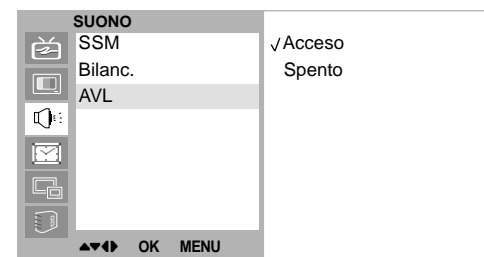 SUONO
SSM
Bilanc.
AVL
√ Acceso
Spento
▲▼◀▶ OK MENU